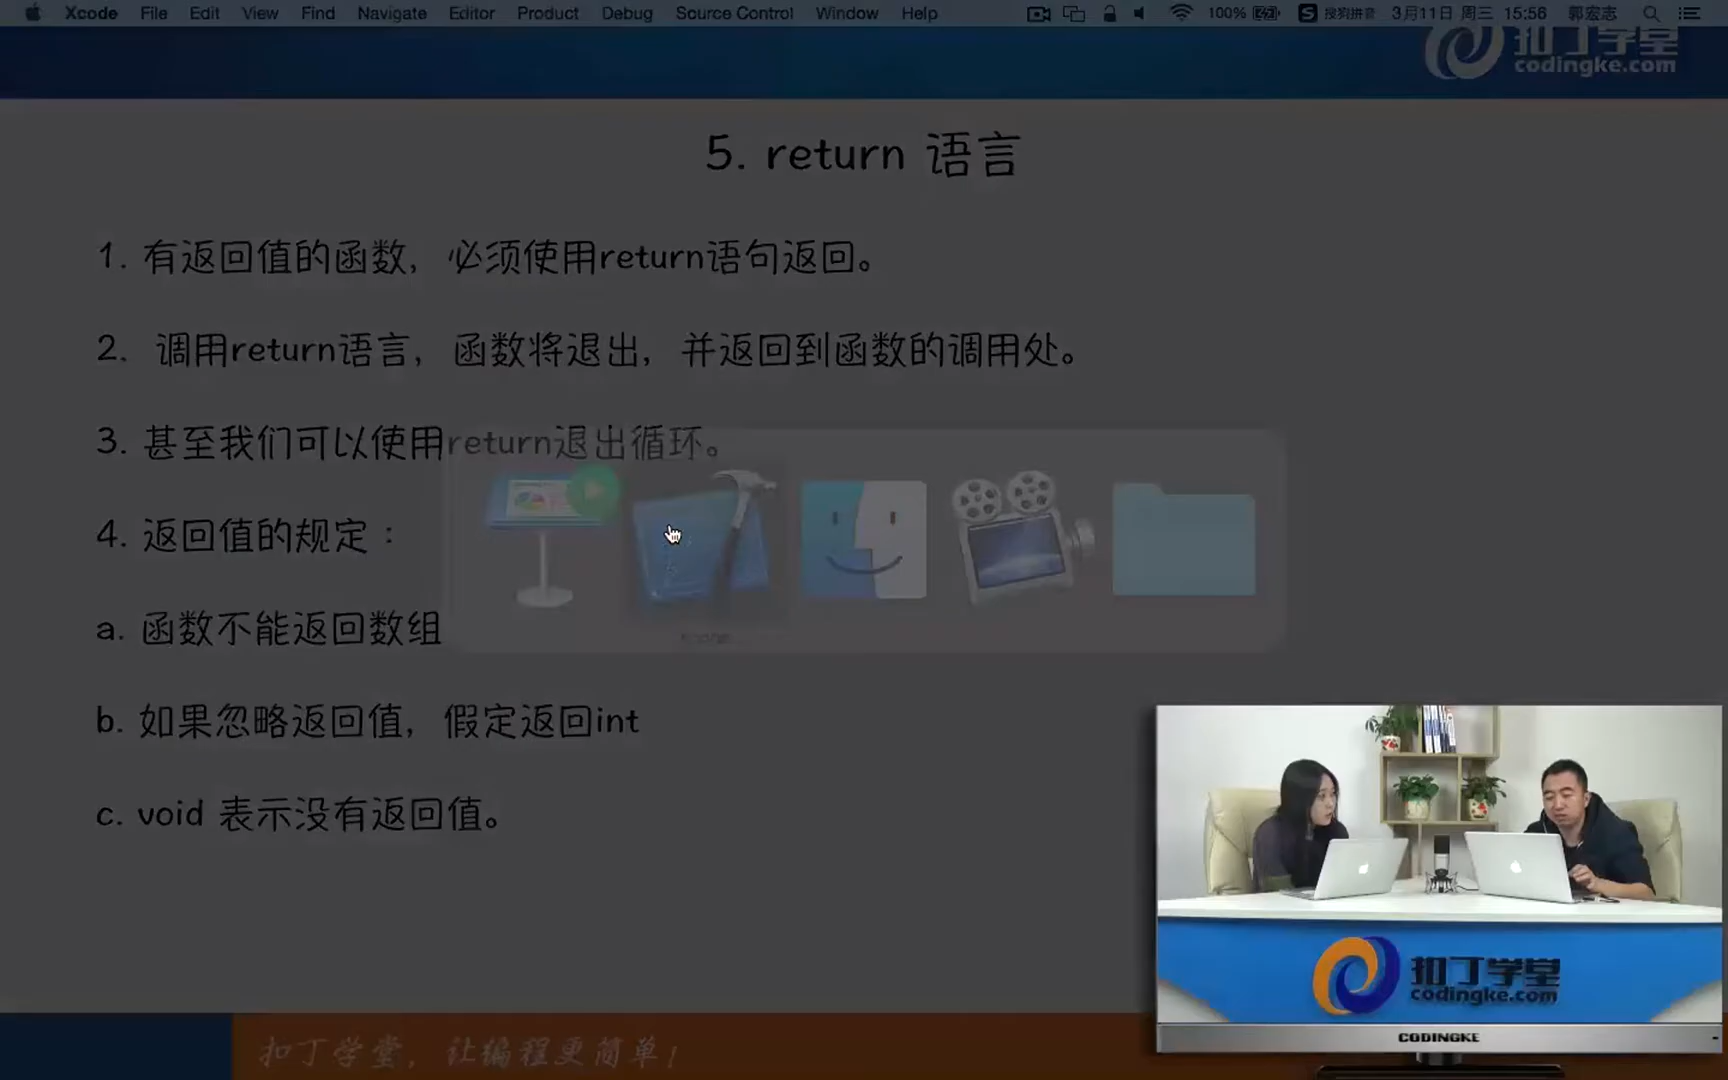 Xcode File Edit View Find Navigate Editor Product Debug Source Control Window Help 100% 搜狗拼音 3月11日 周三 15:56 郭宏志
扣丁学堂
codingke.com
5. return 语言
1. 有返回值的函数，必须使用return语句返回。
2. 调用return语言，函数将退出，并返回到函数的调用处。
3. 甚至我们可以使用return退出循环。
4. 返回值的规定：
a. 函数不能返回数组
b. 如果忽略返回值，假定返回int
c. void 表示没有返回值。
扣丁学堂
codingke.com
CODINGKE
扣丁学堂，让编程更简单！